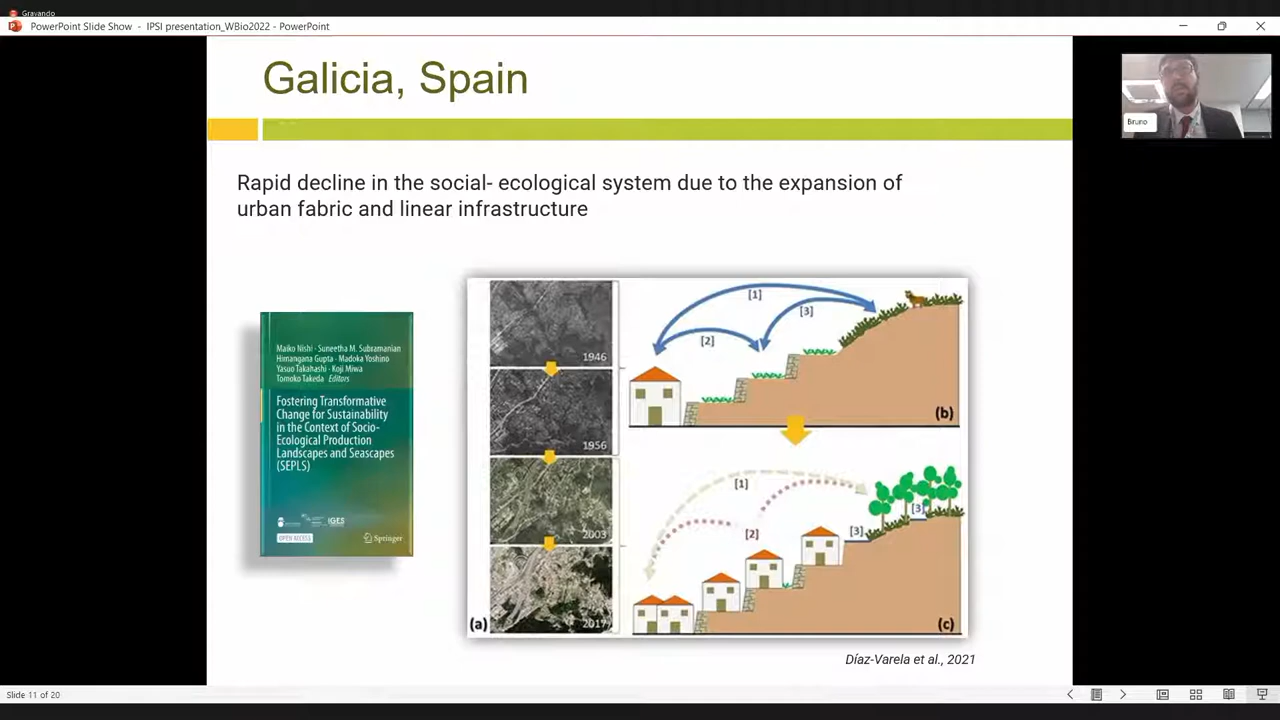 Gravando
PowerPoint Slide Show - IPSI presentation_WBio2022 - PowerPoint
Galicia, Spain
Bruno
Rapid decline in the social- ecological system due to the expansion of
urban fabric and linear infrastructure
Maiko Nishi · Suneetha M. Subramanian
Himangana Gupta · Madoka Yoshino
Yasuo Takahashi · Koji Miwa
Tomoko Takeda Editors
Fostering Transformative
Change for Sustainability
in the Context of Socio-
Ecological Production
Landscapes and Seascapes
(SEPLS)
IGES
OPEN ACCESS
Springer
1946
1956
2003
2017
(a)
[1]
[2]
[3]
(b)
[1]
[2]
[3]
[3]
(c)
Díaz-Varela et al., 2021
Slide 11 of 20